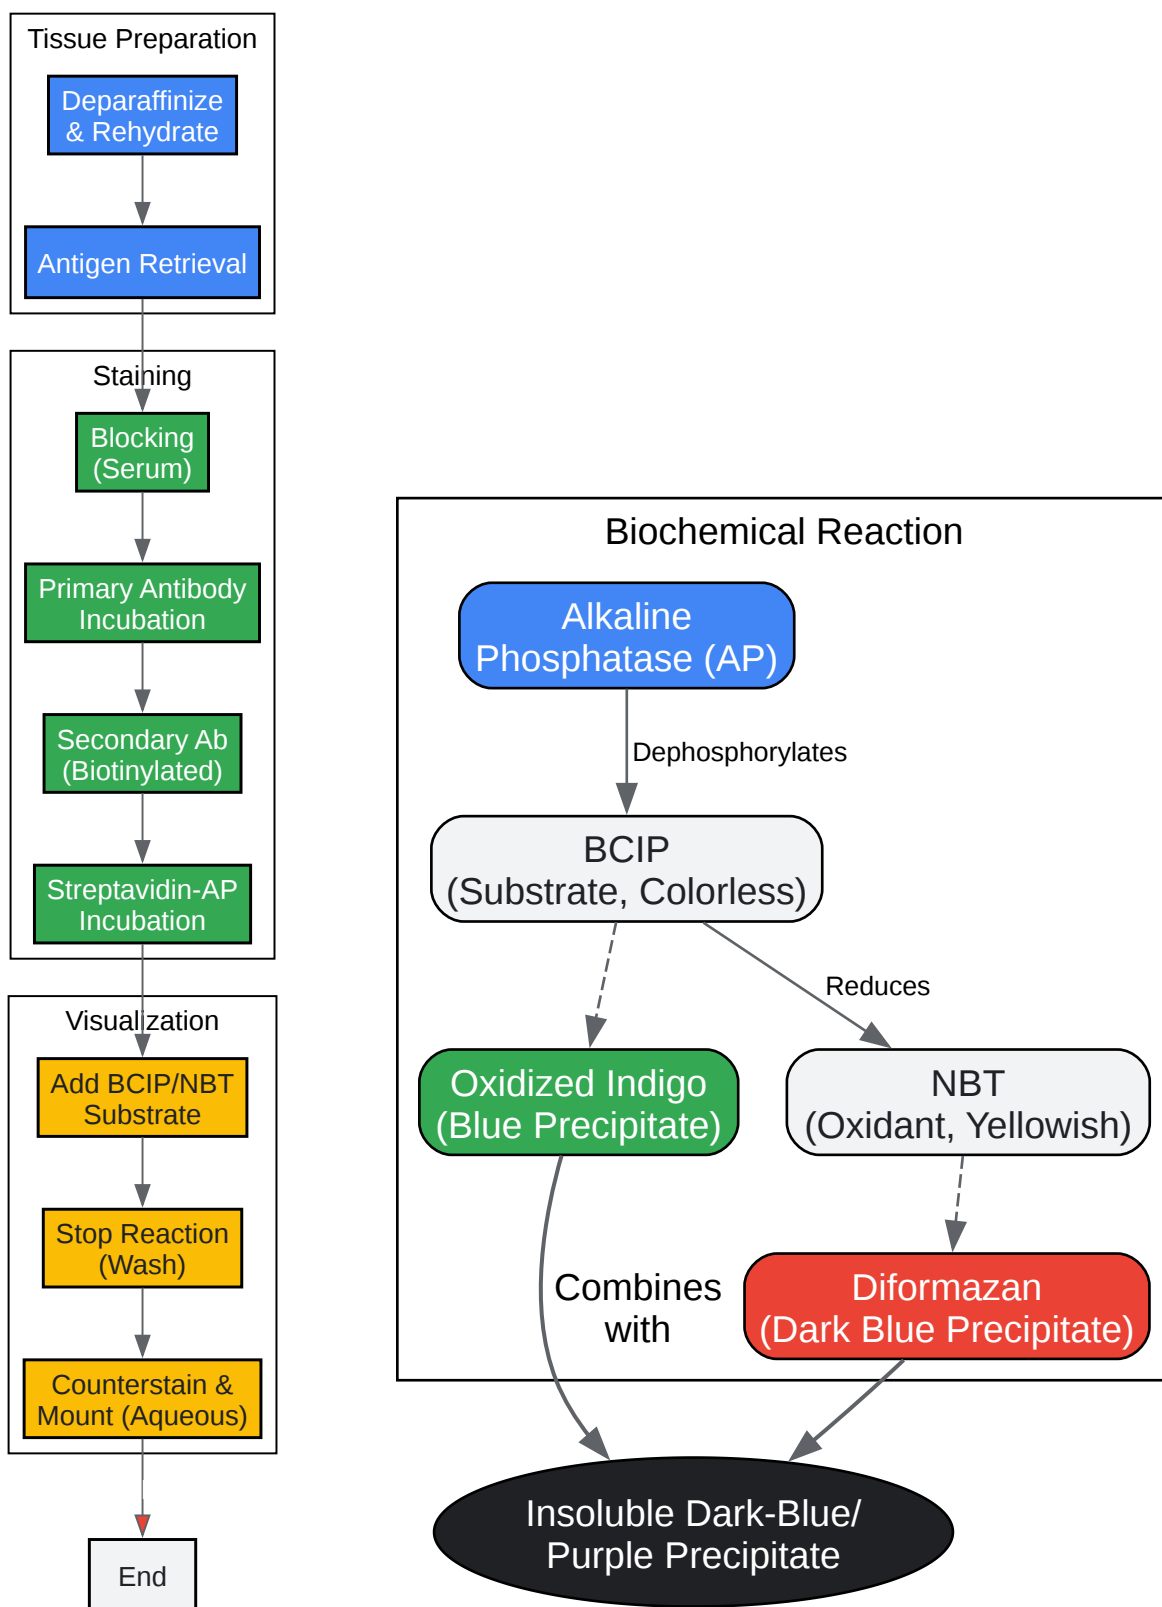 Tissue Preparation
Deparaffinize
& Rehydrate
Antigen Retrieval
Staining
Blocking
(Serum)
Primary Antibody
Incubation
Secondary Ab
(Biotinylated)
Streptavidin-AP
Incubation
Visualization
Add BCIP/NBT
Substrate
Stop Reaction
(Wash)
Counterstain &
Mount (Aqueous)
End
Biochemical Reaction
Alkaline
Phosphatase (AP)
Dephosphorylates
BCIP
(Substrate, Colorless)
Reduces
Oxidized Indigo
(Blue Precipitate)
NBT
(Oxidant, Yellowish)
Combines
with
Diformazan
(Dark Blue Precipitate)
Insoluble Dark-Blue/
Purple Precipitate